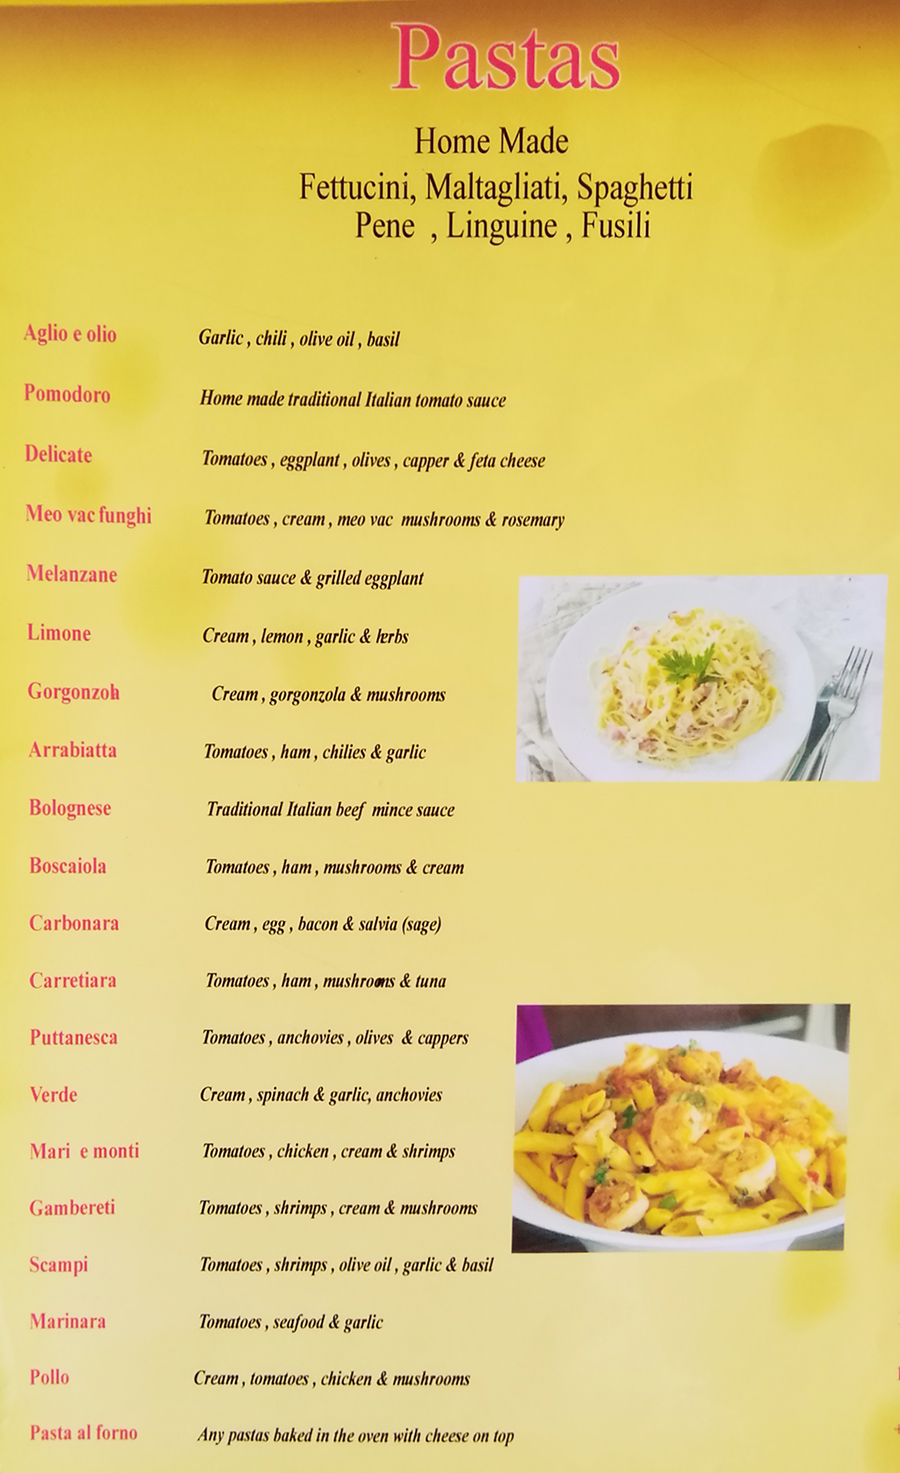 Pastas
Home Made
Fettucini, Maltagliati, Spaghetti
Pene , Linguine , Fusili
Aglio e olio Garlic , chili , olive oil , basil
Pomodoro Home made traditional Italian tomato sauce
Delicate Tomatoes , eggplant , olives , capper & feta cheese
Meo vac funghi Tomatoes , cream , meo vac mushrooms & rosemary
Melanzane Tomato sauce & grilled eggplant
Limone Cream , lemon , garlic & herbs
Gorgonzola Cream , gorgonzola & mushrooms
Arrabiatta Tomatoes , ham , chilies & garlic
Bolognese Traditional Italian beef mince sauce
Boscaiola Tomatoes , ham , mushrooms & cream
Carbonara Cream , egg , bacon & salvia (sage)
Carretiara Tomatoes , ham , mushrooms & tuna
Puttanesca Tomatoes , anchovies , olives & cappers
Verde Cream , spinach & garlic, anchovies
Mari e monti Tomatoes , chicken , cream & shrimps
Gambereti Tomatoes , shrimps , cream & mushrooms
Scampi Tomatoes , shrimps , olive oil , garlic & basil
Marinara Tomatoes , seafood & garlic
Pollo Cream , tomatoes , chicken & mushrooms
Pasta al forno Any pastas baked in the oven with cheese on top